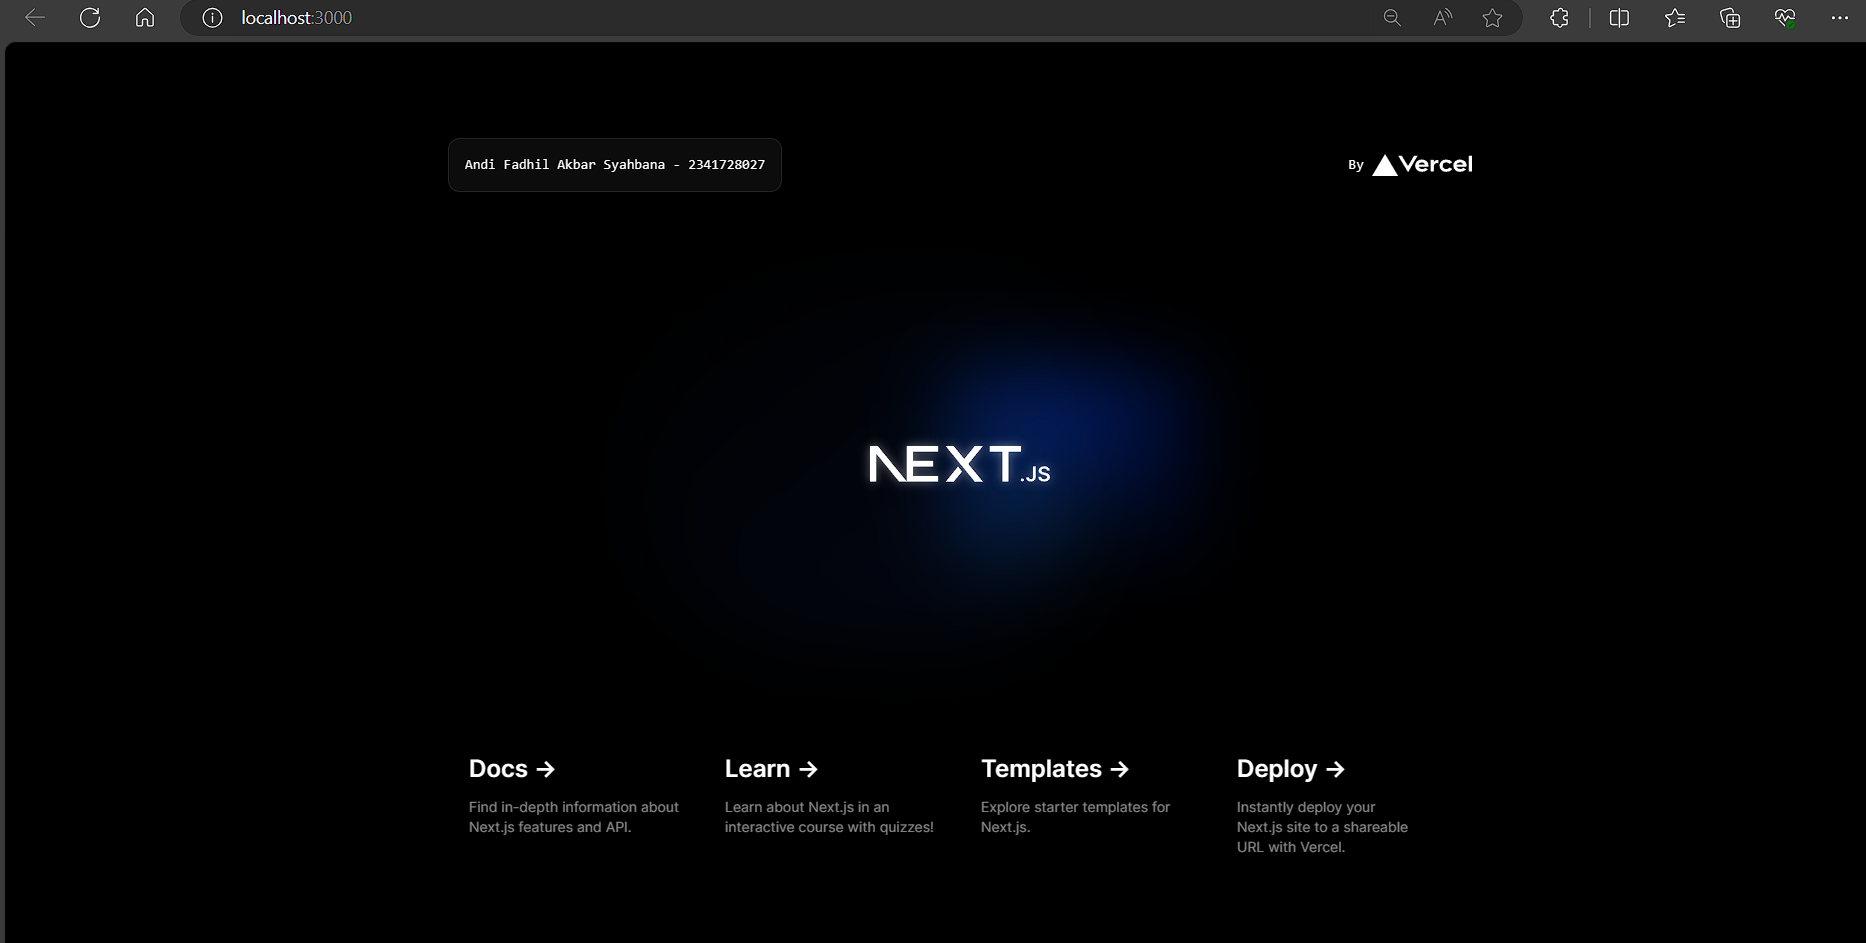 localhost:3000
Andi Fadhil Akbar Syahbana - 2341728027
By Vercel
NEXT.JS
Docs ->
Find in-depth information about
Next.js features and API.
Learn ->
Learn about Next.js in an
interactive course with quizzes!
Templates ->
Explore starter templates for
Next.js.
Deploy ->
Instantly deploy your
Next.js site to a shareable
URL with Vercel.